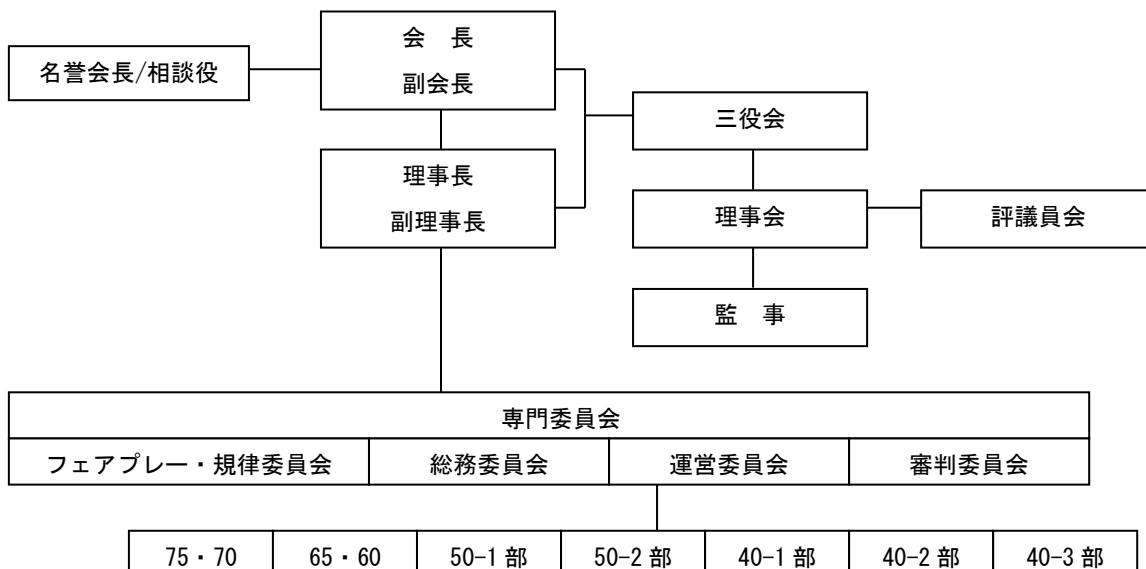 会　長
副会長
名誉会長/相談役
三役会
理事長
副理事長
理事会
評議員会
監　事
専門委員会
フェアプレー・規律委員会
総務委員会
運営委員会
審判委員会
75・70
65・60
50-1 部
50-2 部
40-1 部
40-2 部
40-3 部